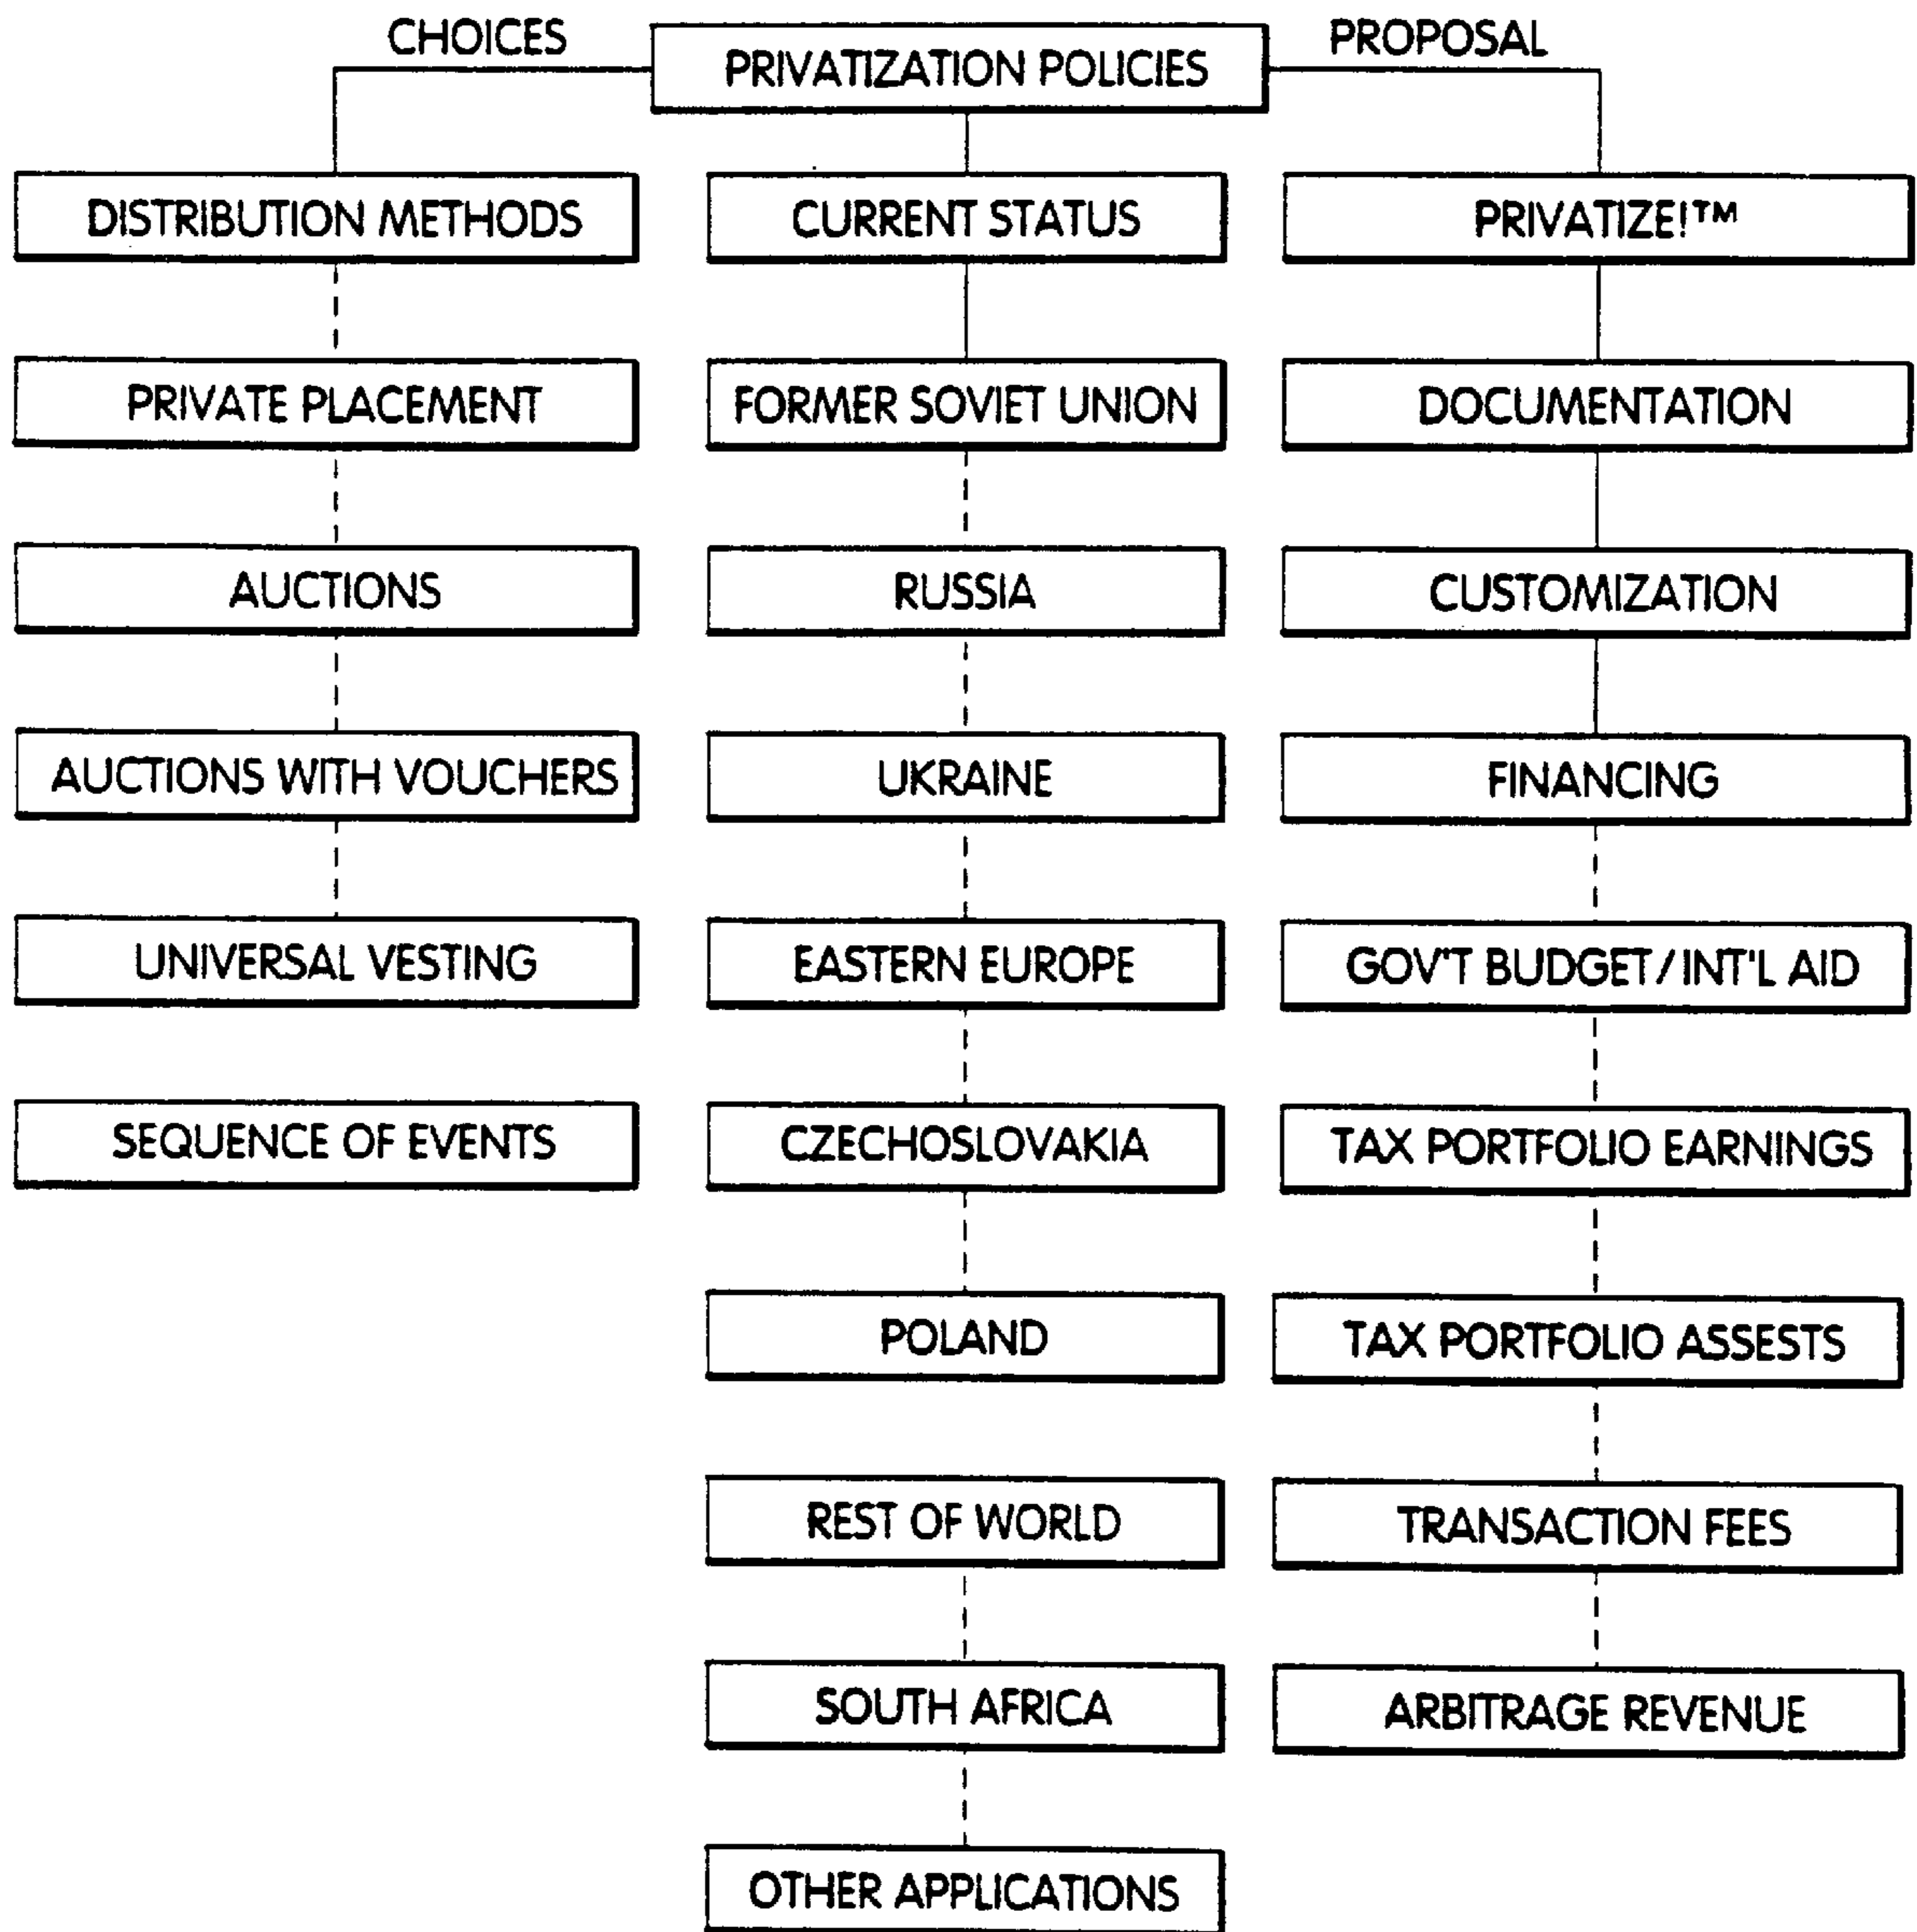 CHOICES
PRIVATIZATION POLICIES
PROPOSAL
DISTRIBUTION METHODS
PRIVATE PLACEMENT
AUCTIONS
AUCTIONS WITH VOUCHERS
UNIVERSAL VESTING
SEQUENCE OF EVENTS
CURRENT STATUS
FORMER SOVIET UNION
RUSSIA
UKRAINE
EASTERN EUROPE
CZECHOSLOVAKIA
POLAND
REST OF WORLD
SOUTH AFRICA
OTHER APPLICATIONS
PRIVATIZE!™
DOCUMENTATION
CUSTOMIZATION
FINANCING
GOV'T BUDGET/INT'L AID
TAX PORTFOLIO EARNINGS
TAX PORTFOLIO ASSESTS
TRANSACTION FEES
ARBITRAGE REVENUE